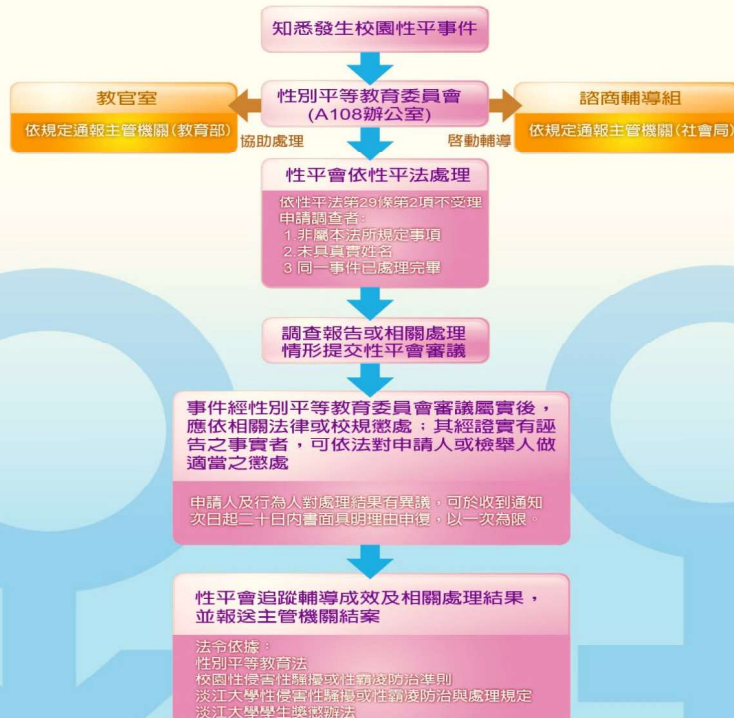 知悉發生校園性平事件
教官室
依規定通報主管機關(教育部)
性別平等教育委員會
(A108辦公室)
諮商輔導組
依規定通報主管機關(社會局)
協助處理
啓動輔導
性平會依性平法處理
依性平法第29條第2項不受理
申請調查者:
1 非屬本法所規定事項
2 未具真實姓名
3 同一事件已處理完畢
調查報告或相關處理
情形提交性平會審議
事件經性別平等教育委員會審議屬實後，
應依相關法律或校規懲處；其經證實有誣
告之事實者，可依法對申請人或檢舉人做
適當之懲處
申請人及行為人對處理結果有異議，可於收到通知
次日起二十日內書面具明理由申復，以一次為限。
性平會追蹤輔導成效及相關處理結果，
並報送主管機關結案
法令依據：
性別平等教育法
校園性侵害性騷擾或性霸凌防治準則
淡江大學性侵害性騷擾或性霸凌防治與處理規定
淡江大學學生獎懲辦法